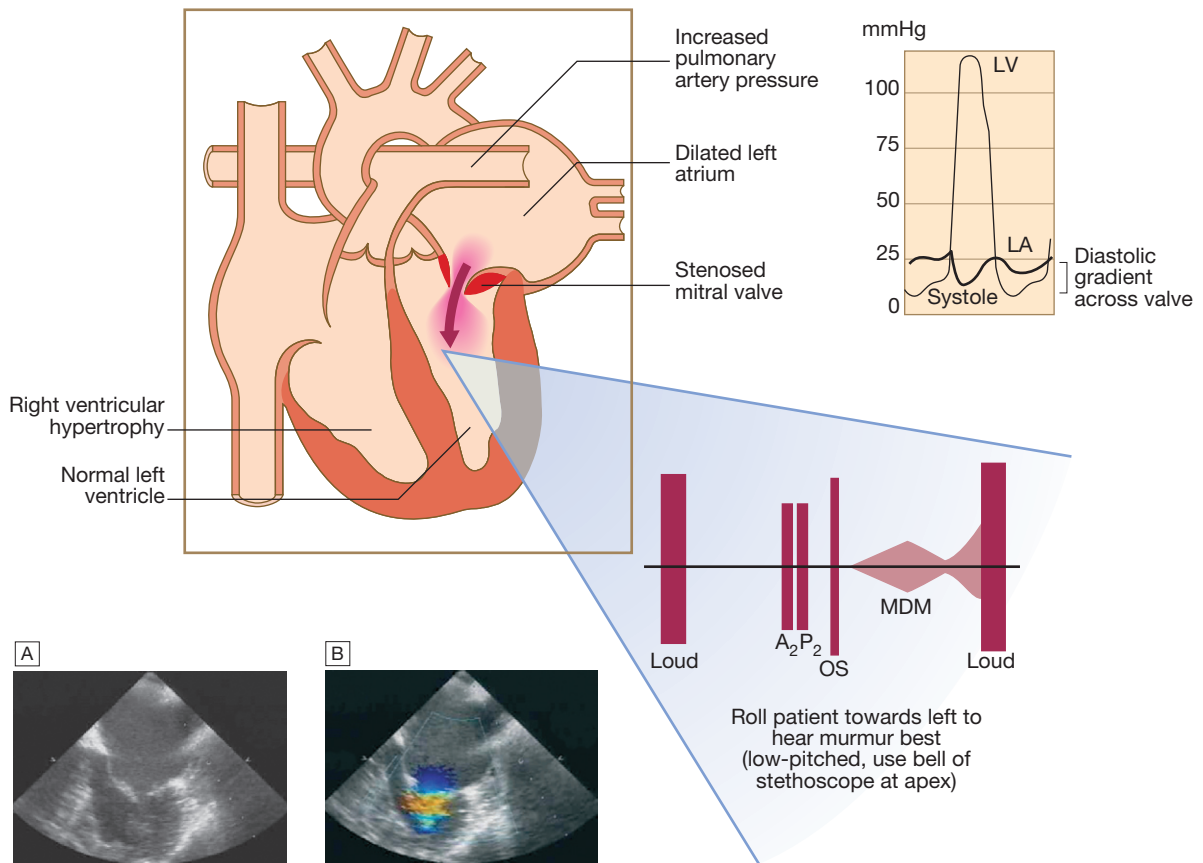 Increased
pulmonary
artery pressure
Dilated left
atrium
Stenosed
mitral valve
Right ventricular
hypertrophy
Normal left
ventricle
mmHg
100
75
50
25
0
LV
LA
Systole
Diastolic
gradient
across valve
Loud
A₂P₂
OS
MDM
Loud
Roll patient towards left to
hear murmur best
(low-pitched, use bell of
stethoscope at apex)
A
B